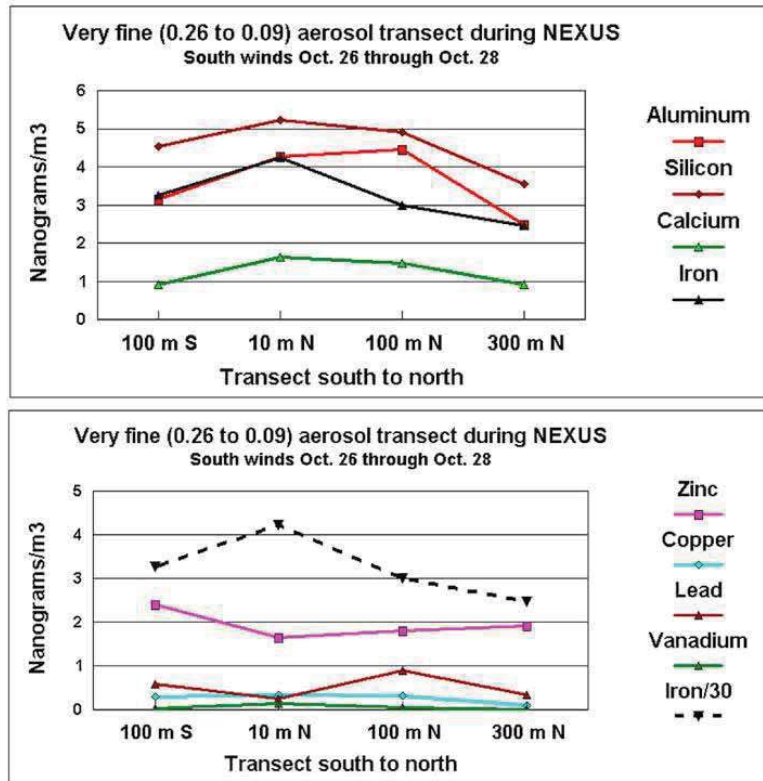 Very fine (0.26 to 0.09) aerosol transect during NEXUS
South winds Oct. 26 through Oct. 28
Nanograms/m3
6
5
4
3
2
1
0
100 m S 10 m N 100 m N 300 m N
Transect south to north
Aluminum
Silicon
Calcium
Iron
Very fine (0.26 to 0.09) aerosol transect during NEXUS
South winds Oct. 26 through Oct. 28
Nanograms/m3
5
4
3
2
1
0
100 m S 10 m N 100 m N 300 m N
Transect south to north
Zinc
Copper
Lead
Vanadium
Iron/30